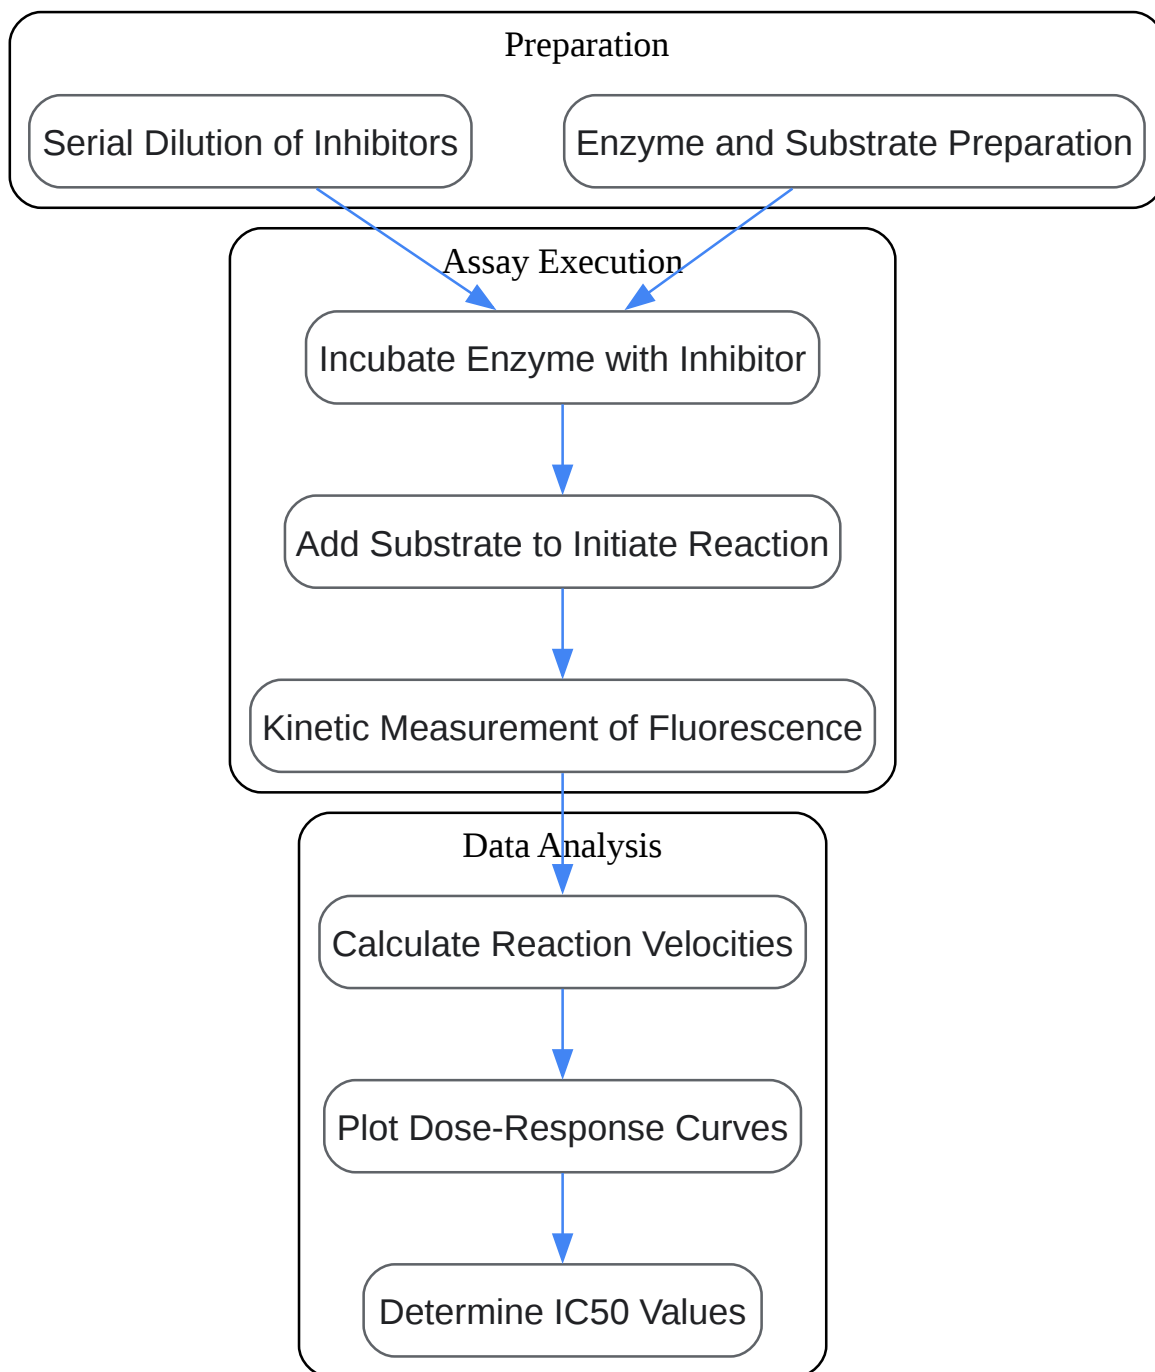 Preparation
Serial Dilution of Inhibitors
Enzyme and Substrate Preparation
Assay Execution
Incubate Enzyme with Inhibitor
Add Substrate to Initiate Reaction
Kinetic Measurement of Fluorescence
Data Analysis
Calculate Reaction Velocities
Plot Dose-Response Curves
Determine IC50 Values